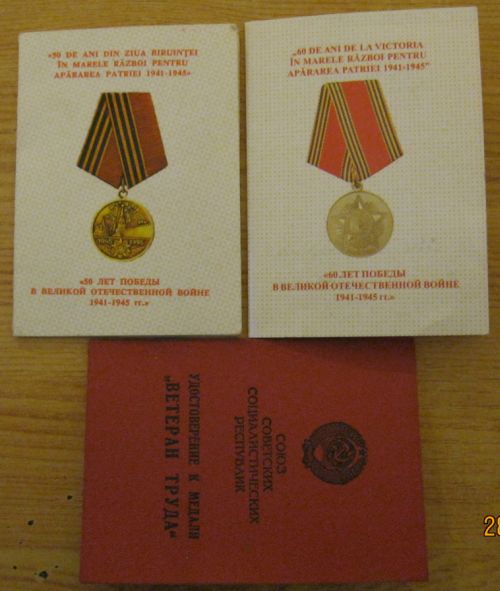 «50 DE ANI DIN ZIUA BIRUINŢEI
ÎN MARELE RĂZBOI PENTRU
APĂRAREA PATRIEI 1941-1945»
«50 ЛЕТ ПОБЕДЫ
В ВЕЛИКОЙ ОТЕЧЕСТВЕННОЙ ВОЙНЕ
1941-1945 гг.»
„60 DE ANI DE LA VICTORIA
ÎN MARELE RĂZBOI PENTRU
APĂRAREA PATRIEI 1941-1945”
«60 ЛЕТ ПОБЕДЫ
В ВЕЛИКОЙ ОТЕЧЕСТВЕННОЙ ВОЙНЕ
1941-1945 гг.»
СОЮЗ
СОВЕТСКИХ
СОЦИАЛИСТИЧЕСКИХ
РЕСПУБЛИК
УДОСТОВЕРЕНИЕ К МЕДАЛИ
„ВЕТЕРАН ТРУДА“